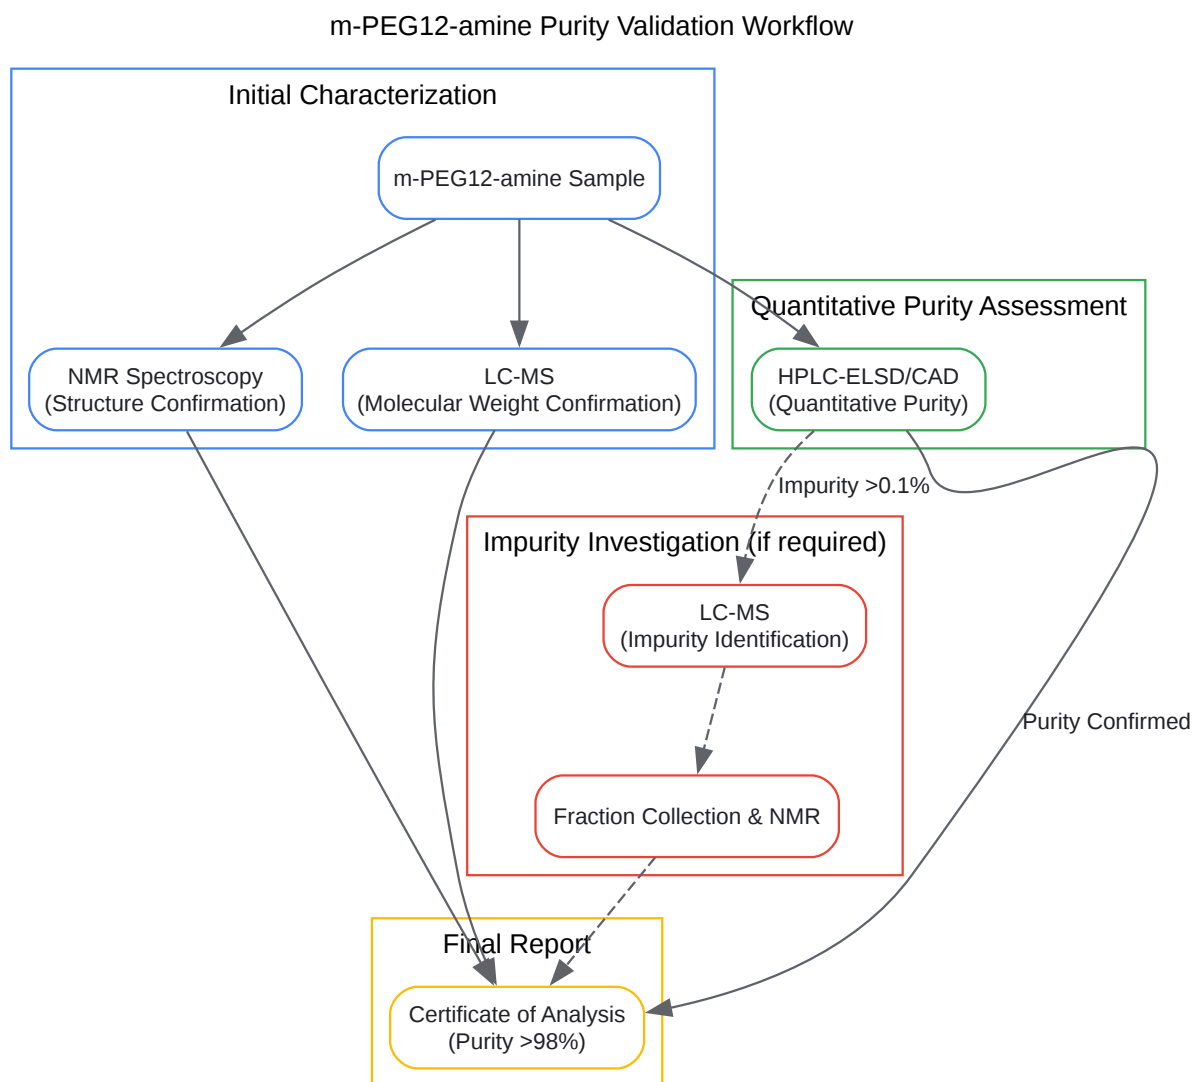 m-PEG12-amine Purity Validation Workflow
Initial Characterization
m-PEG12-amine Sample
Quantitative Purity Assessment
NMR Spectroscopy
(Structure Confirmation)
LC-MS
(Molecular Weight Confirmation)
HPLC-ELSD/CAD
(Quantitative Purity)
Impurity >0.1%
Impurity Investigation (if required)
LC-MS
(Impurity Identification)
Purity Confirmed
Fraction Collection & NMR
Final Report
Certificate of Analysis
(Purity >98%)